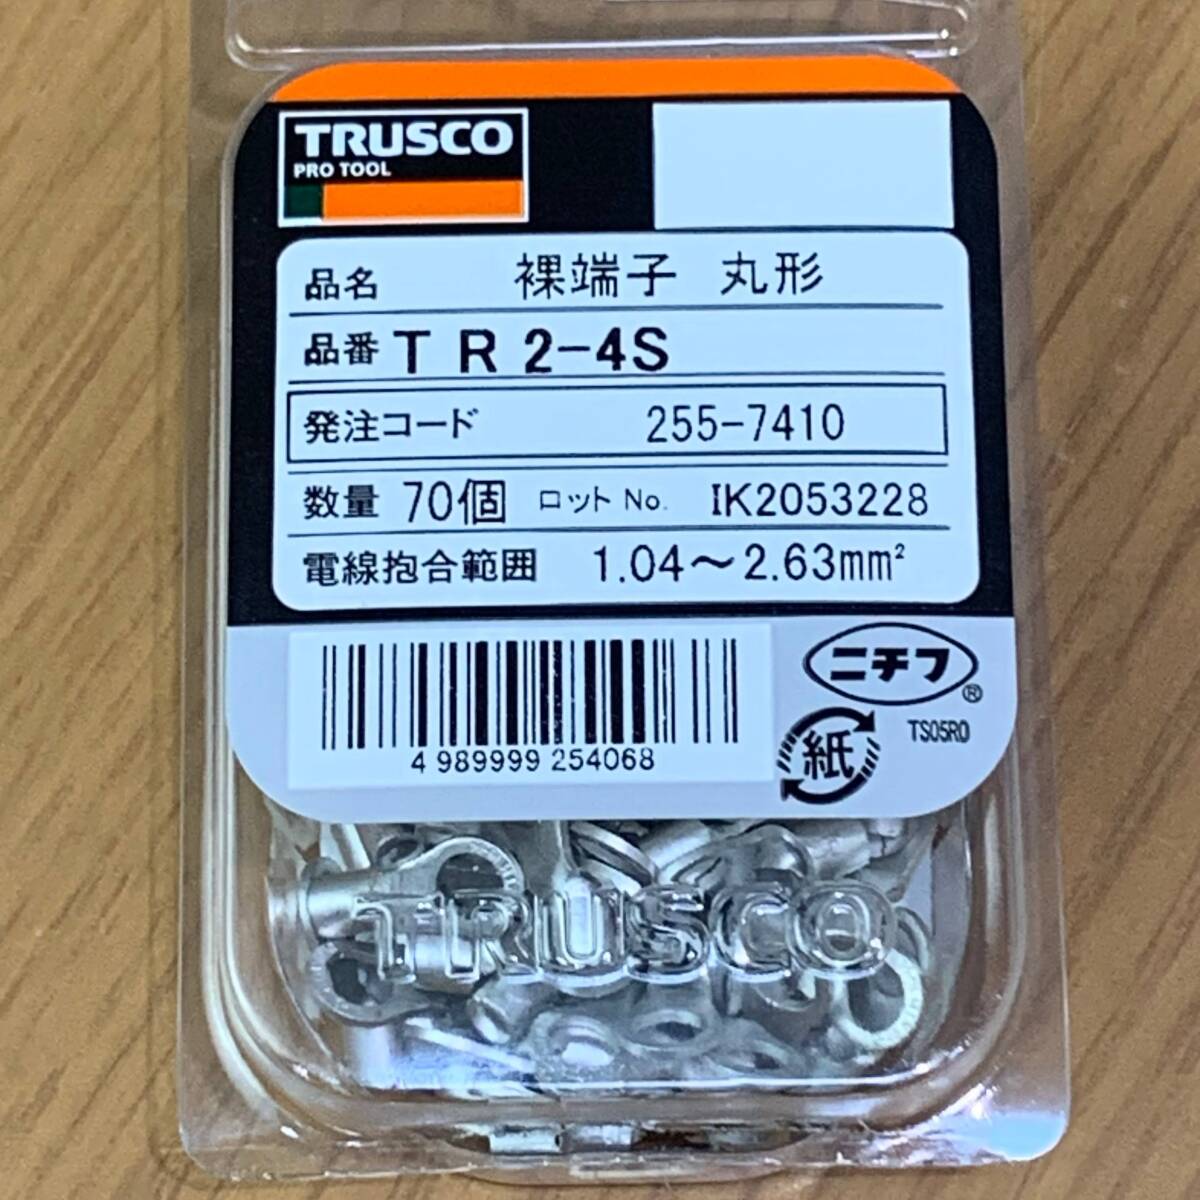 TRUSCO
PRO TOOL
品名 裸端子 丸形
品番 TR2-4S
発注コード 255-7410
数量 70個 ロット No. IK2053228
電線抱合範囲 1.04～2.63mm²
4 989999 254068
ニチフ
®
紙
TS05R0
TRUSCO